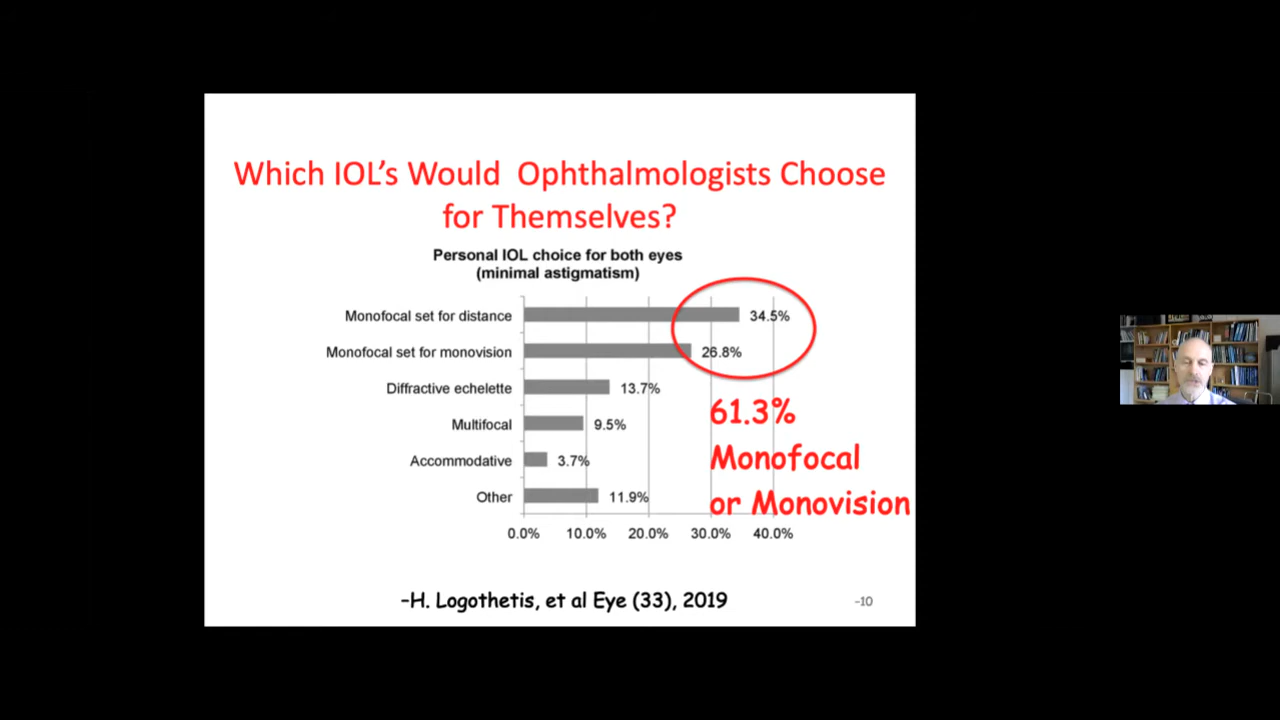 Which IOL's Would  Ophthalmologists Choose
for Themselves?
Personal IOL choice for both eyes
(minimal astigmatism)
Monofocal set for distance 34.5%
Monofocal set for monovision 26.8%
Diffractive echelette 13.7%
Multifocal 9.5%
Accommodative 3.7%
Other 11.9%
0.0% 10.0% 20.0% 30.0% 40.0%
61.3%
Monofocal
or Monovision
-H. Logothetis, et al Eye (33), 2019
-10